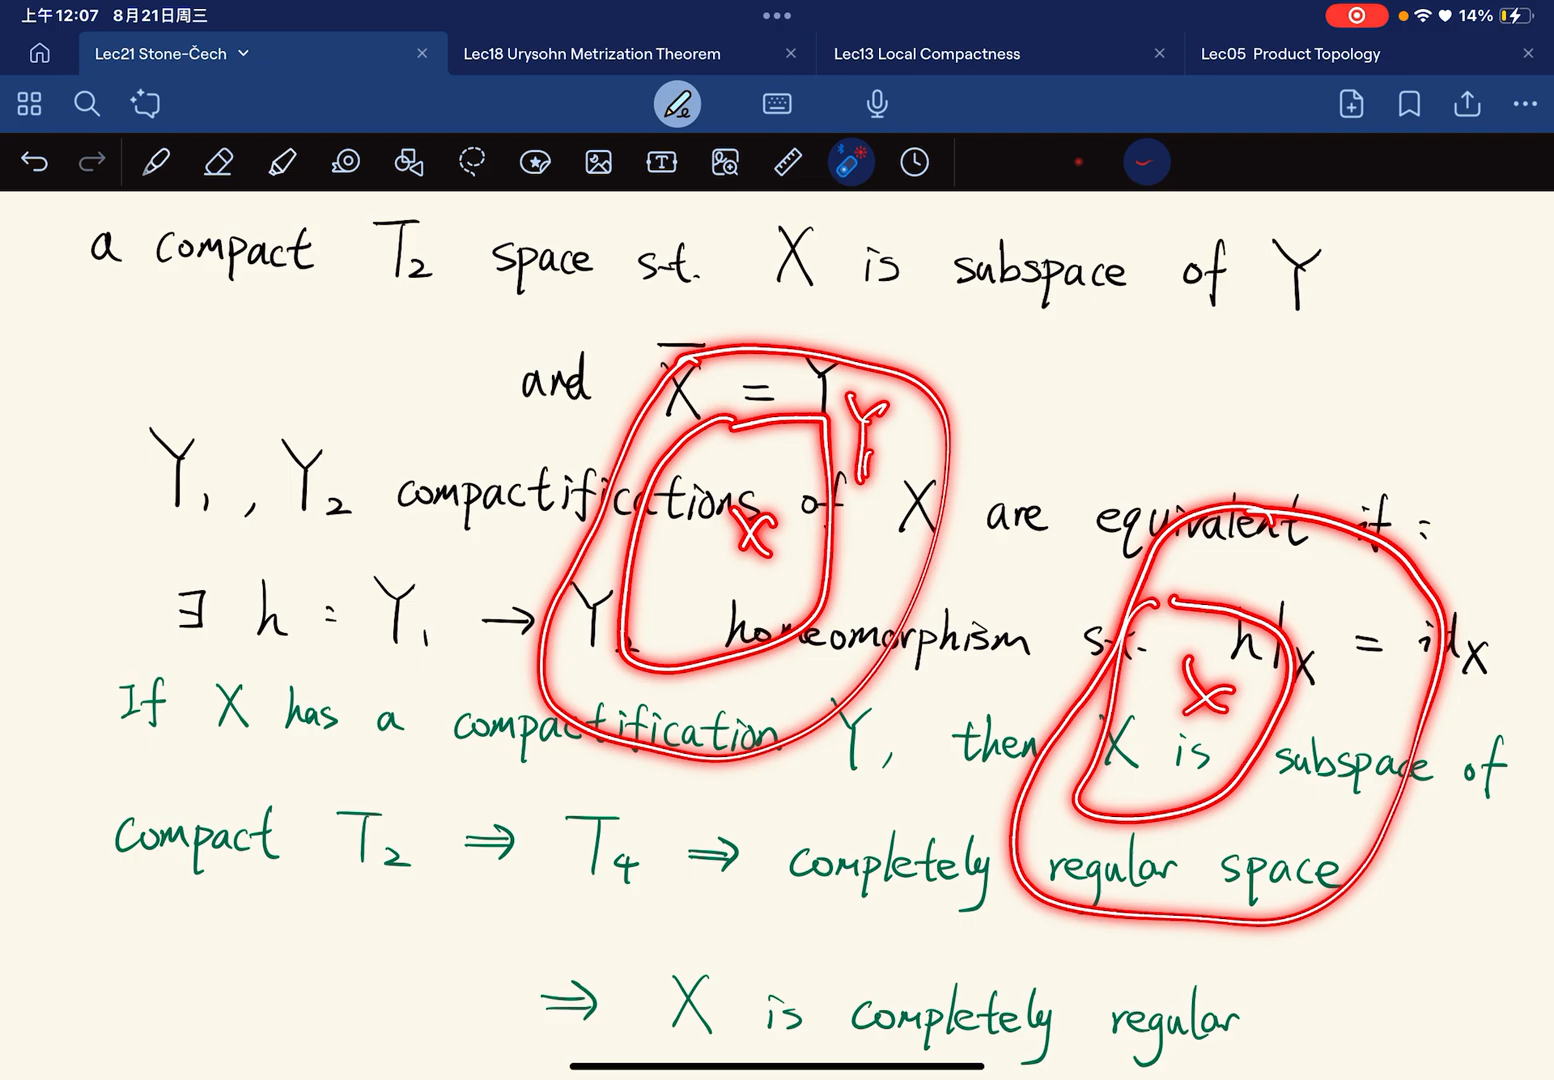 上午12:07 8月21日周三
14%
Lec21 Stone-Čech
Lec18 Urysohn Metrization Theorem
Lec13 Local Compactness
Lec05 Product Topology
a compact T₂ space s.t. X is subspace of Y
and X̅ = Y
Y
Y₁, Y₂ compactifications of X are equivalent if:
X
∃ h: Y₁ → Y₂ homeomorphism s.t. h|_X = id_X
X
If X has a compactification Y, then X is subspace of
compact T₂ ⇒ T₄ ⇒ completely regular space
⇒ X is completely regular